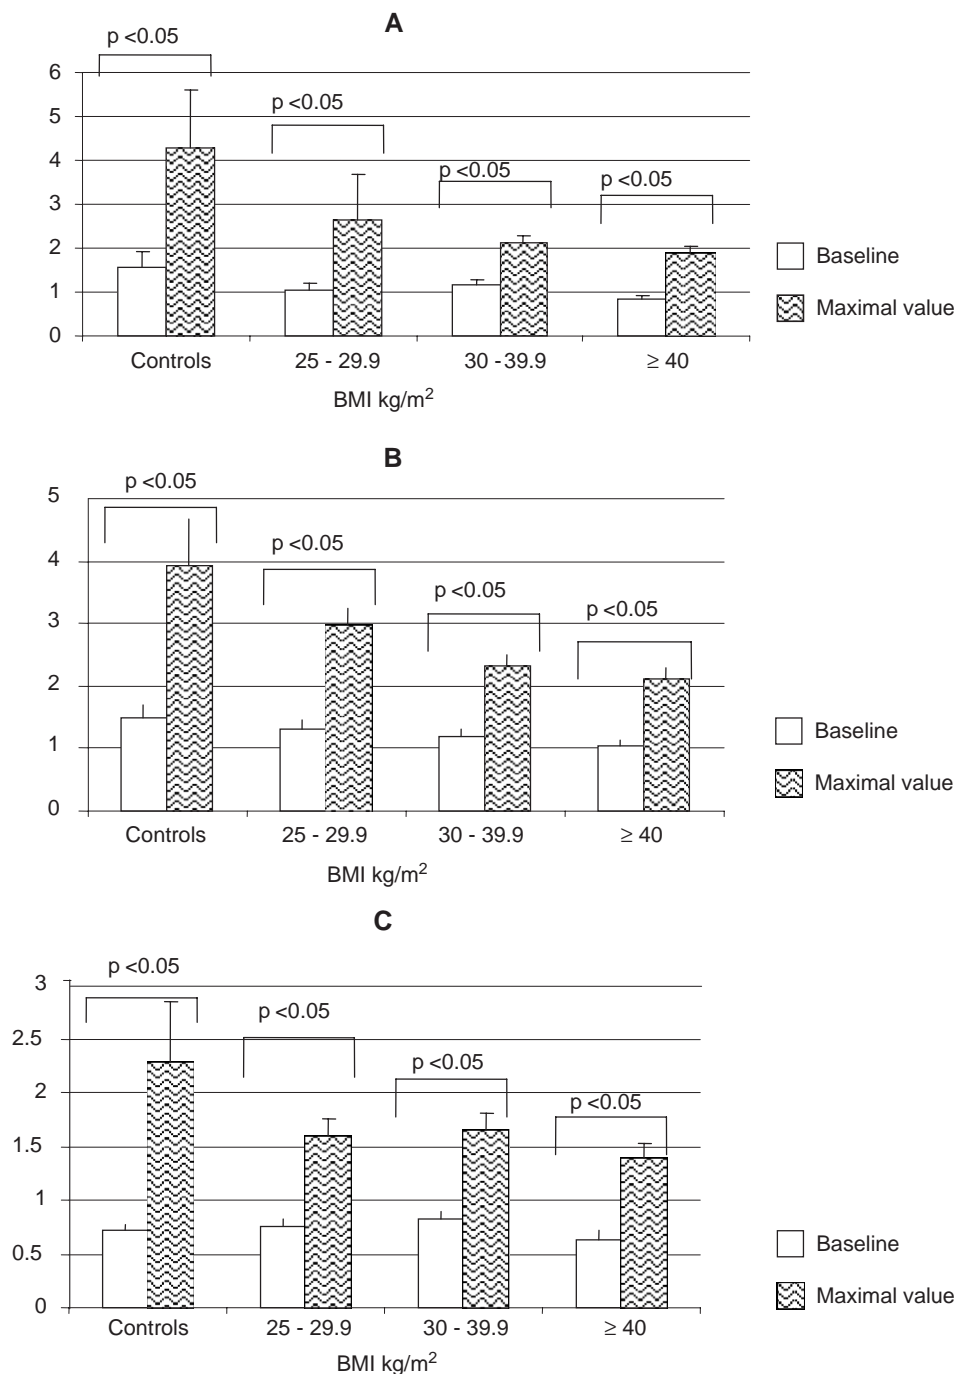 A
p <0.05
6
p <0.05
5
4
p <0.05
p <0.05
3
2
1
0
Baseline
Maximal value
Controls
25 - 29.9
30 - 39.9
≥ 40
BMI kg/m²
B
p <0.05
5
p <0.05
4
p <0.05
p <0.05
3
2
1
0
Baseline
Maximal value
Controls
25 - 29.9
30 - 39.9
≥ 40
BMI kg/m²
C
p <0.05
3
p <0.05
2.5
p <0.05
2
p <0.05
1.5
1
0.5
0
Baseline
Maximal value
Controls
25 - 29.9
30 - 39.9
≥ 40
BMI kg/m²